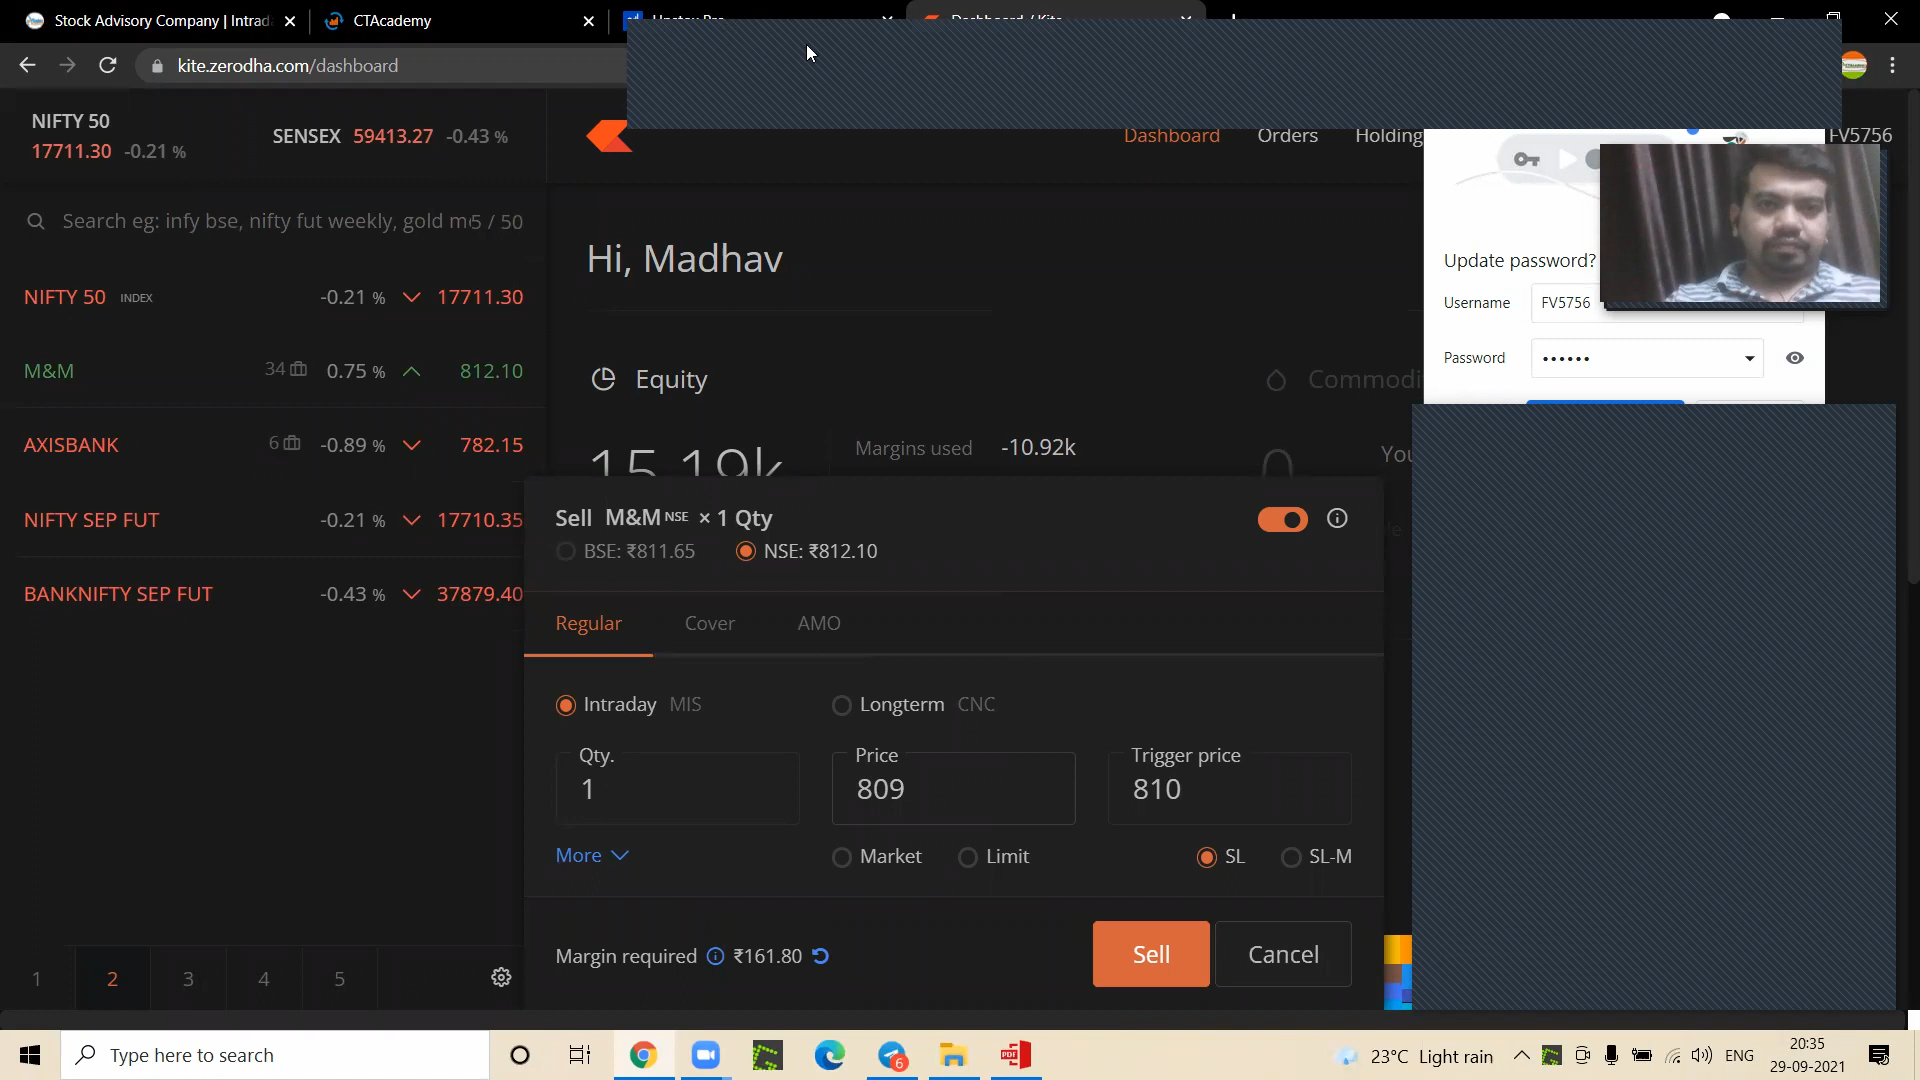 Stock Advisory Company | Intrad
CTAcademy
kite.zerodha.com/dashboard
NIFTY 50
17711.30 -0.21 %
SENSEX 59413.27 -0.43 %
Dashboard Orders Holding
FV5756
Search eg: infy bse, nifty fut weekly, gold m
5 / 50
NIFTY 50 INDEX -0.21 % 17711.30
M&M 34 0.75 % 812.10
AXISBANK 6 -0.89 % 782.15
NIFTY SEP FUT -0.21 % 17710.35
BANKNIFTY SEP FUT -0.43 % 37879.40
1 2 3 4 5
Hi, Madhav
Equity
Commodi
15.19k
Margins used -10.92k
You
Update password?
Username FV5756
Password ••••••
Sell M&M NSE × 1 Qty
BSE: ₹811.65 NSE: ₹812.10
Regular Cover AMO
Intraday MIS Longterm CNC
Qty. Price Trigger price
1 809 810
More Market Limit SL SL-M
Margin required ₹161.80 Sell Cancel
Type here to search
6
PDF
23°C Light rain
ENG
20:35
29-09-2021